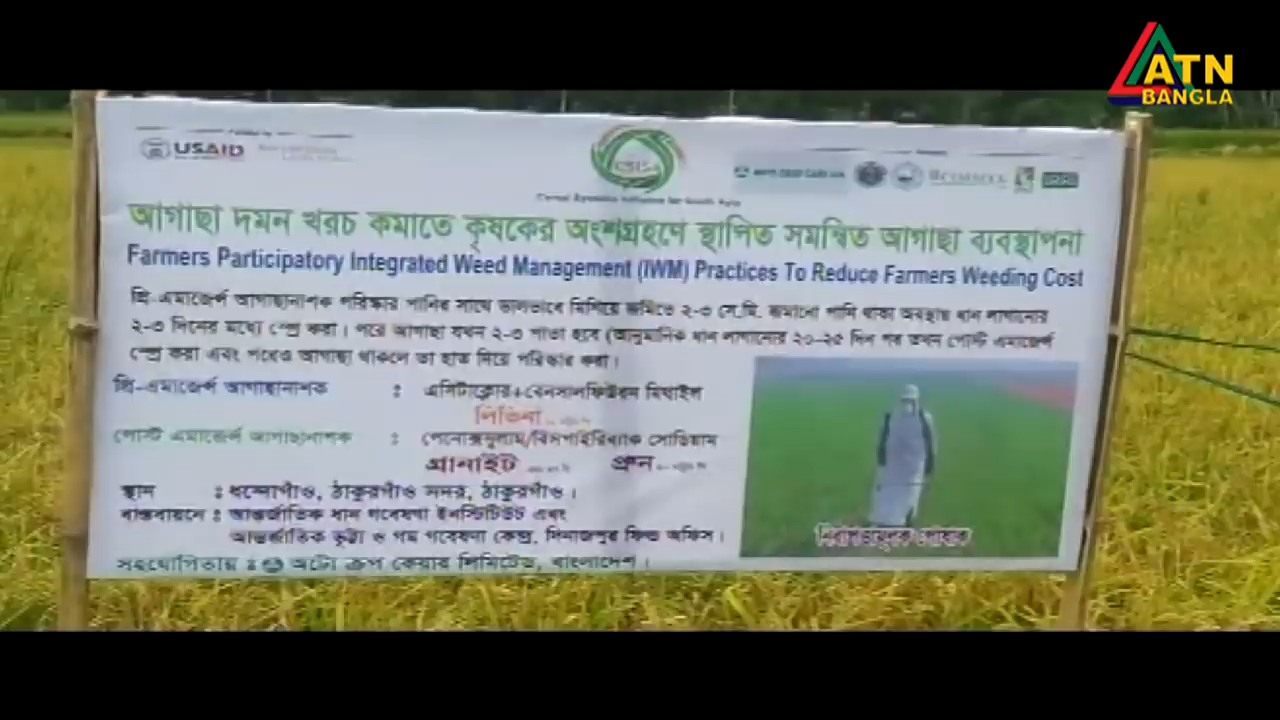 ATN
BANGLA
USAID
CSISA
Cereal Systems Initiative for South Asia
আগাছা দমন খরচ কমাতে কৃষকের অংশগ্রহণে স্থাপিত সমন্বিত আগাছা ব্যবস্থাপনা
Farmers Participatory Integrated Weed Management (IWM) Practices To Reduce Farmers Weeding Cost
প্রি-এমাজের্ন্স আগাছানাশক পরিস্কার পানির সাথে ভালভাবে মিশিয়ে জমিতে ২-৩ সে.মি. জমানো পানি থাকা অবস্থায় ধান লাগানোর
২-৩ দিনের মধ্যে স্প্রে করা। পরে আগাছা যখন ২-৩ পাতা হবে (আনুমানিক ধান লাগানোর ২০-২৫ দিন পর তখন পোস্ট এমাজের্ন্স
স্প্রে করা এবং পরেও আগাছা থাকলে তা হাত দিয়ে পরিস্কার করা।
প্রি-এমাজের্ন্স আগাছানাশক : এসিটাক্লোর+বেনসালফিউরন মিথাইল
পোস্ট এমাজের্ন্স আগাছানাশক : পেনোক্সসুলাম/বিসপাইরিব্যাক সোডিয়াম
গ্রানাইট
স্থান : ধন্দোগাঁও, ঠাকুরগাঁও সদর, ঠাকুরগাঁও।
বাস্তবায়নে : আন্তর্জাতিক ধান গবেষণা ইনস্টিটিউট এবং
আন্তর্জাতিক ভুট্টা ও গম গবেষণা কেন্দ্র, দিনাজপুর ফিল্ড অফিস।
সহযোগিতায় : অটো ক্রপ কেয়ার লিমিটেড, বাংলাদেশ।
নিরাপত্তামূলক পোষাক